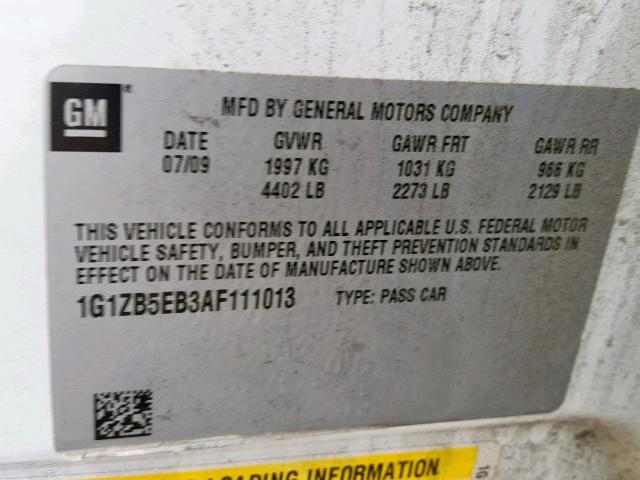 GM
MFD BY GENERAL MOTORS COMPANY
DATE GVWR GAWR FRT GAWR RR
07/09 1997 KG 1031 KG 966 KG
4402 LB 2273 LB 2129 LB
THIS VEHICLE CONFORMS TO ALL APPLICABLE U.S. FEDERAL MOTOR
VEHICLE SAFETY, BUMPER, AND THEFT PREVENTION STANDARDS IN
EFFECT ON THE DATE OF MANUFACTURE SHOWN ABOVE.
1G1ZB5EB3AF111013 TYPE: PASS CAR
LOADING INFORMATION